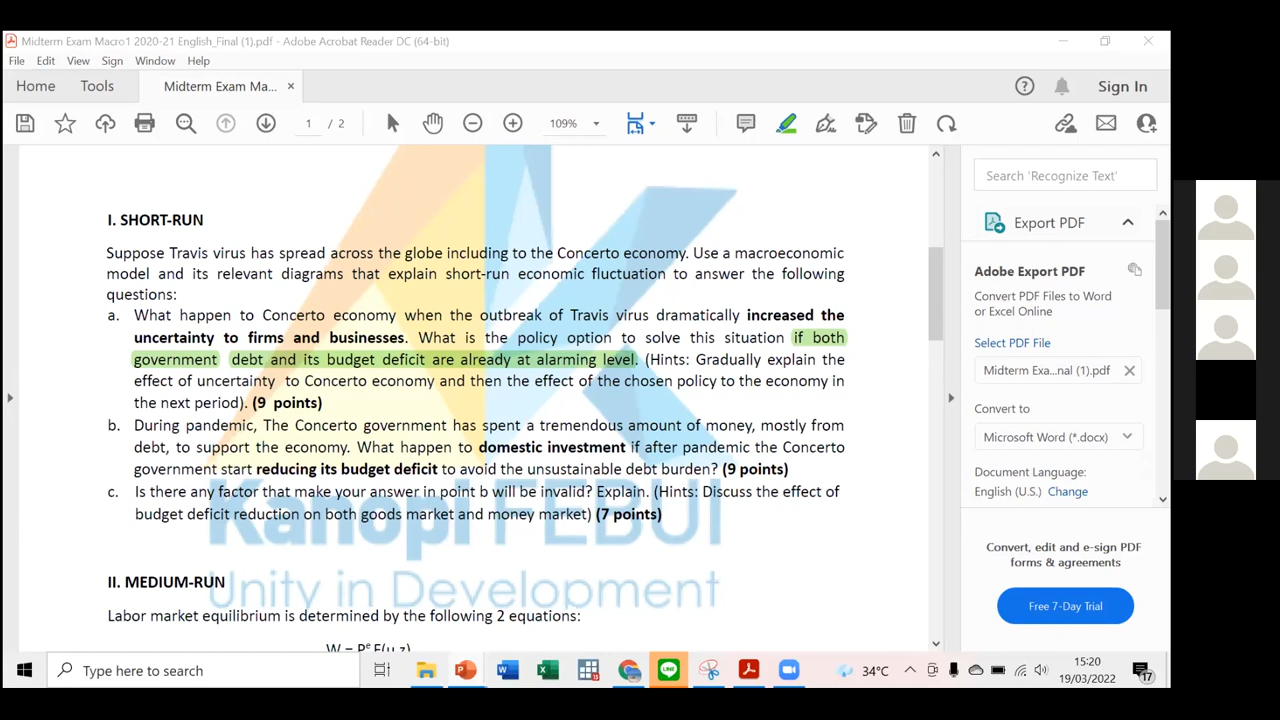 Midterm Exam Macro1 2020-21 English_Final (1).pdf - Adobe Acrobat Reader DC (64-bit)
File Edit View Sign Window Help
Home Tools Midterm Exam Ma... × Sign In
1 / 2 109%
I. SHORT-RUN
Suppose Travis virus has spread across the globe including to the Concerto economy. Use a macroeconomic
model and its relevant diagrams that explain short-run economic fluctuation to answer the following
questions:
a. What happen to Concerto economy when the outbreak of Travis virus dramatically increased the
uncertainty to firms and businesses. What is the policy option to solve this situation if both
government debt and its budget deficit are already at alarming level. (Hints: Gradually explain the
effect of uncertainty to Concerto economy and then the effect of the chosen policy to the economy in
the next period). (9 points)
b. During pandemic, The Concerto government has spent a tremendous amount of money, mostly from
debt, to support the economy. What happen to domestic investment if after pandemic the Concerto
government start reducing its budget deficit to avoid the unsustainable debt burden? (9 points)
c. Is there any factor that make your answer in point b will be invalid? Explain. (Hints: Discuss the effect of
budget deficit reduction on both goods market and money market) (7 points)
Kanopi FEBUI
Unity in Development
II. MEDIUM-RUN
Labor market equilibrium is determined by the following 2 equations:
W = PᵉF(u,z)
Search 'Recognize Text'
Export PDF
Adobe Export PDF
Convert PDF Files to Word
or Excel Online
Select PDF File
Midterm Exa...nal (1).pdf
Convert to
Microsoft Word (*.docx)
Document Language:
English (U.S.) Change
Convert, edit and e-sign PDF
forms & agreements
Free 7-Day Trial
Type here to search
34°C
15:20
19/03/2022
17